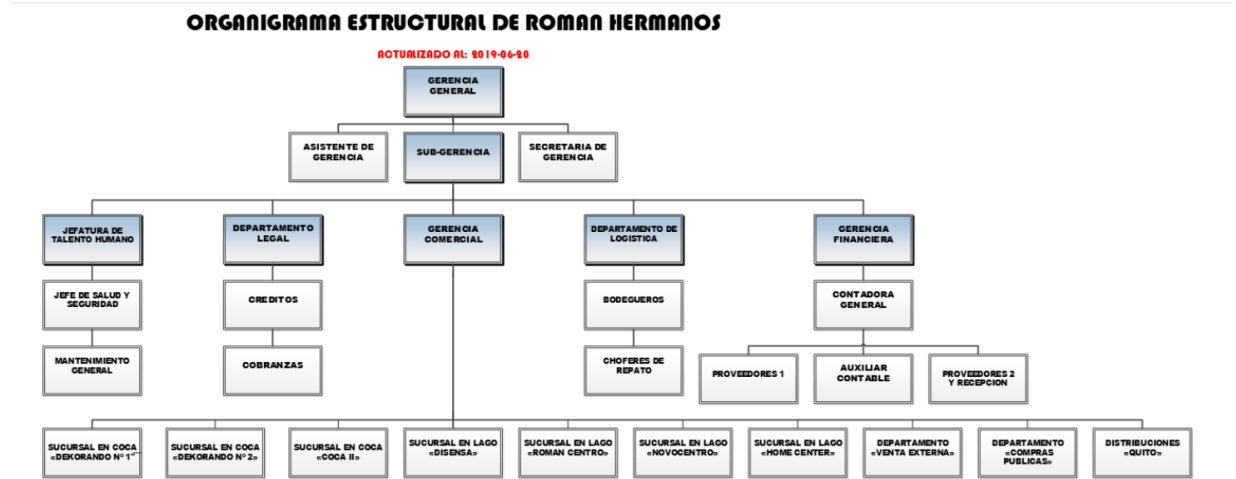 ORGANIGRAMA ESTRUCTURAL DE ROMAN HERMANOS
ACTUALIZADO AL: 2019-06-20
GERENCIA
GENERAL
ASISTENTE DE
GERENCIA
SUB-GERENCIA
SECRETARIA DE
GERENCIA
JEFATURA DE
TALENTO HUMANO
DEPARTAMENTO
LEGAL
GERENCIA
COMERCIAL
DEPARTAMENTO DE
LOGISTICA
GERENCIA
FINANCIERA
JEFE DE SALUD Y
SEGURIDAD
CREDITOS
BODEGUEROS
CONTADORA
GENERAL
MANTENIMIENTO
GENERAL
COBRANZAS
CHOFERES DE
REPATO
PROVEEDORES 1
AUXILIAR
CONTABLE
PROVEEDORES 2
Y RECEPCION
SUCURSAL EN COCA
«DEKORANDO Nº 1"
SUCURSAL EN COCA
«DEKORANDO Nº 2»
SUCURSAL EN COCA
«COCA II»
SUCURSAL EN LAGO
«DISENSA»
SUCURSAL EN LAGO
«ROMAN CENTRO»
SUCURSAL EN LAGO
«NOVOCENTRO»
SUCURSAL EN LAGO
«HOME CENTER»
DEPARTAMENTO
«VENTA EXTERNA»
DEPARTAMENTO
«COMPRAS
PUBLICAS»
DISTRIBUCIONES
«QUITO»